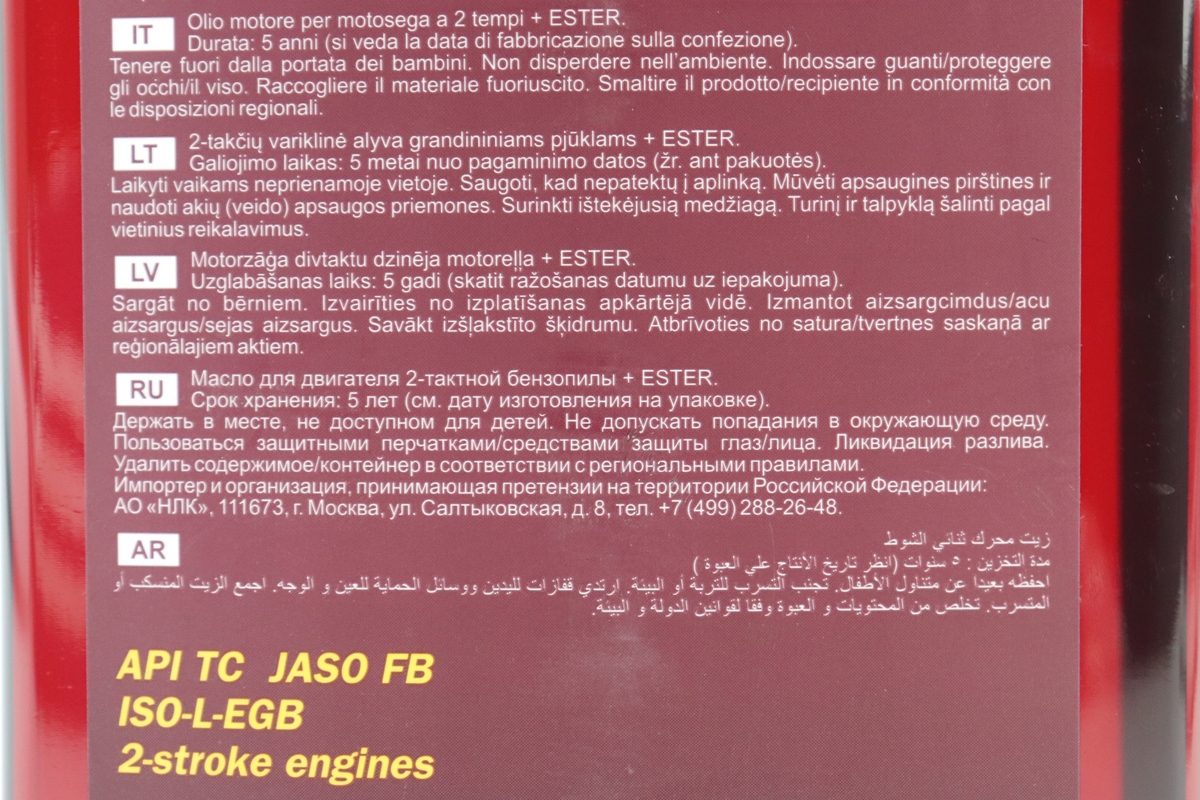 IT Olio motore per motosega a 2 tempi + ESTER.
Durata: 5 anni (si veda la data di fabbricazione sulla confezione).
Tenere fuori dalla portata dei bambini. Non disperdere nell'ambiente. Indossare guanti/proteggere
gli occhi/il viso. Raccogliere il materiale fuoriuscito. Smaltire il prodotto/recipiente in conformità con
le disposizioni regionali.
LT 2-takčių variklinė alyva grandininiams pjūklams + ESTER.
Galiojimo laikas: 5 metai nuo pagaminimo datos (žr. ant pakuotės).
Laikyti vaikams neprienamoje vietoje. Saugoti, kad nepatektų į aplinką. Mūvėti apsaugines pirštines ir
naudoti akių (veido) apsaugos priemones. Surinkti ištekėjusią medžiagą. Turinį ir talpyklą šalinti pagal
vietinius reikalavimus.
LV Motorzāģa divtaktu dzinēja motoreļļa + ESTER.
Uzglabāšanas laiks: 5 gadi (skatit ražošanas datumu uz iepakojuma).
Sargāt no bērniem. Izvairīties no izplatīšanas apkārtējā vidē. Izmantot aizsargcimdus/acu
aizsargus/sejas aizsargus. Savākt izšļakstīto šķidrumu. Atbrīvoties no satura/tvertnes saskaņā ar
reģionālajiem aktiem.
RU Масло для двигателя 2-тактной бензопилы + ESTER.
Срок хранения: 5 лет (см. дату изготовления на упаковке).
Держать в месте, не доступном для детей. Не допускать попадания в окружающую среду.
Пользоваться защитными перчатками/средствами защиты глаз/лица. Ликвидация разлива.
Удалить содержимое/контейнер в соответствии с региональными правилами.
Импортер и организация, принимающая претензии на территории Российской Федерации:
АО «НЛК», 111673, г. Москва, ул. Салтыковская, д. 8, тел. +7 (499) 288-26-48.
AR زيت محرك ثنائي الشوط
مدة التخزين : ٥ سنوات (انظر تاريخ الأنتاج علي العبوة )
احفظه بعيدا عن متناول الأطفال. تجنب التسرب للتربة أو البيئة. ارتدي قفازات لليدين ووسائل الحماية للعين و الوجه. اجمع الزيت المنسكب أو
المتسرب. تخلص من المحتويات و العبوة وفقا لقوانين الدولة و البيئة.
API TC JASO FB
ISO-L-EGB
2-stroke engines